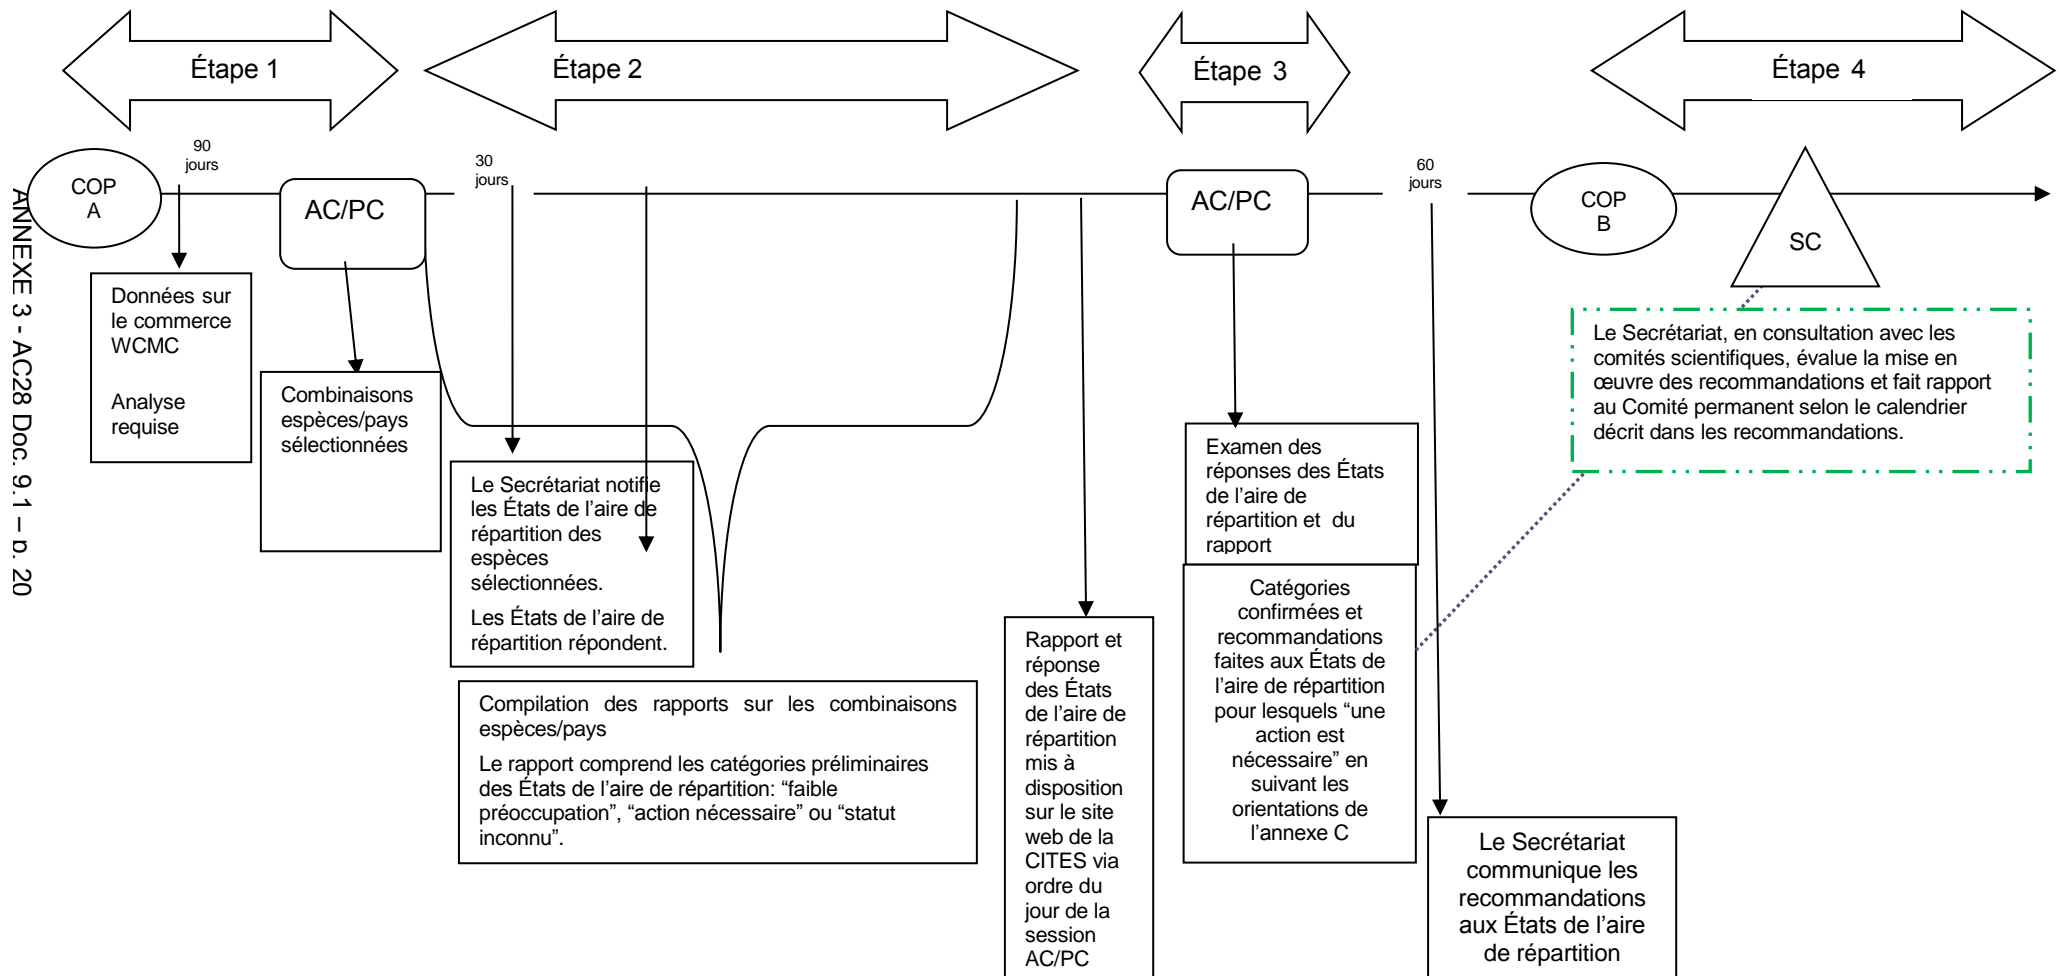 Étape 1
Étape 2
Étape 3
Étape 4
90
jours
30
jours
60
jours
COP
A
AC/PC
AC/PC
COP
B
SC
ANNEXE 3 - AC28 Doc. 9.1 – p. 20
Données sur
le commerce
WCMC
Analyse
requise
Combinaisons
espèces/pays
sélectionnées
Le Secrétariat notifie
les États de l’aire de
répartition des
espèces
sélectionnées.
Les États de l’aire de
répartition répondent.
Compilation des rapports sur les combinaisons
espèces/pays
Le rapport comprend les catégories préliminaires
des États de l’aire de répartition: “faible
préoccupation”, “action nécessaire” ou “statut
inconnu”.
Rapport et
réponse
des États
de l’aire de
répartition
mis à
disposition
sur le site
web de la
CITES via
ordre du
jour de la
session
AC/PC
Examen des
réponses des États
de l’aire de
répartition et du
rapport
Catégories
confirmées et
recommandations
faites aux États de
l’aire de répartition
pour lesquels “une
action est
nécessaire” en
suivant les
orientations de
l’annexe C
Le Secrétariat
communique les
recommandations
aux États de l’aire
de répartition
Le Secrétariat, en consultation avec les
comités scientifiques, évalue la mise en
œuvre des recommandations et fait rapport
au Comité permanent selon le calendrier
décrit dans les recommandations.